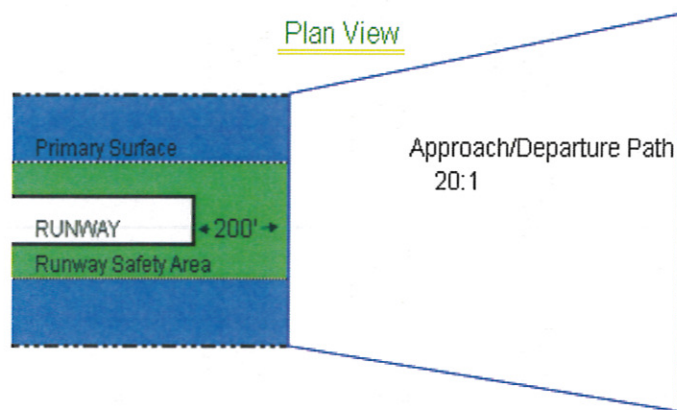 Plan View
Primary Surface
Approach/Departure Path
20:1
RUNWAY
200'
Runway Safety Area